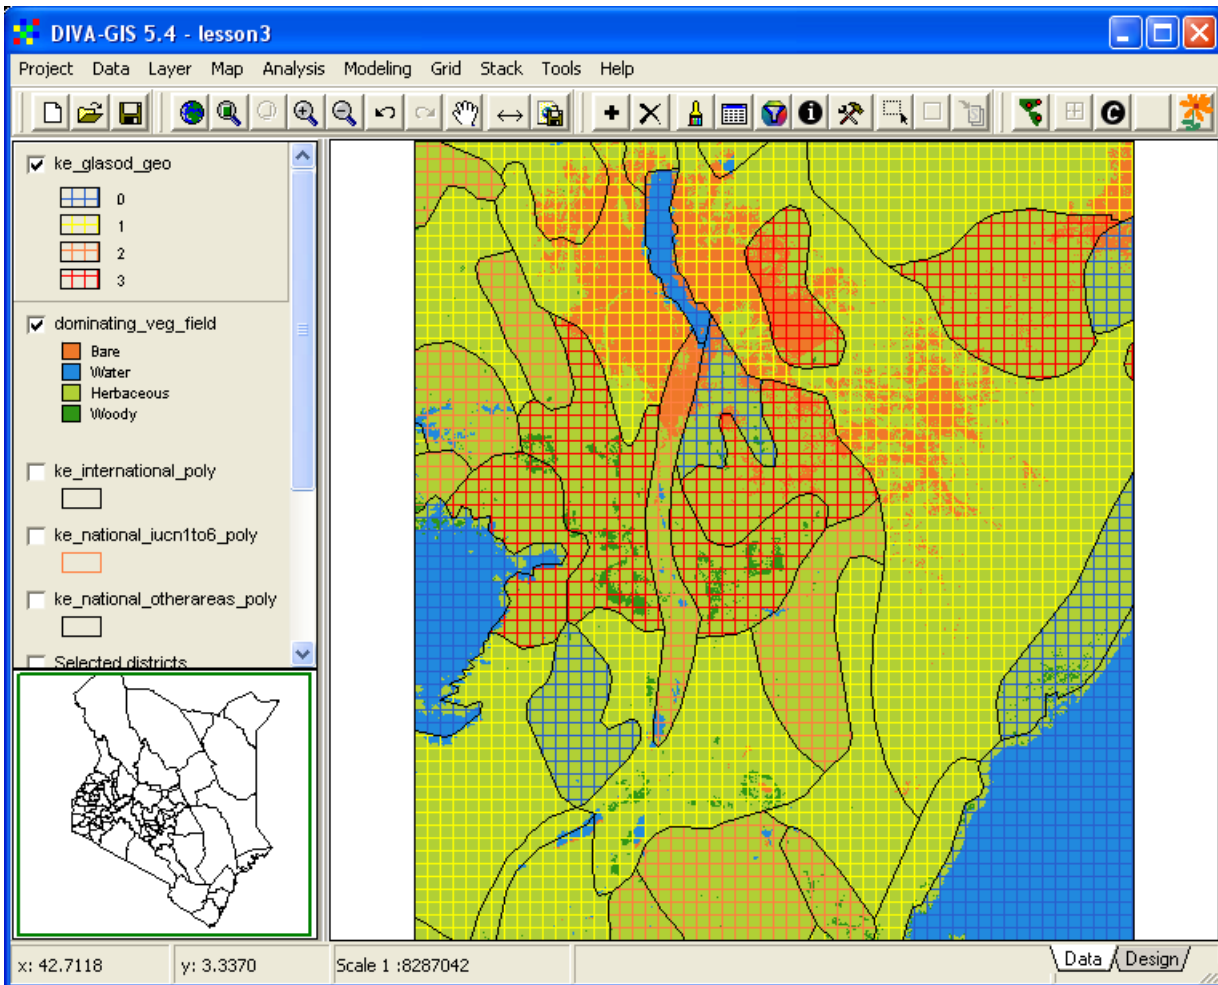 DIVA-GIS 5.4 - lesson3
Project Data Layer Map Analysis Modeling Grid Stack Tools Help
ke_glasod_geo
0
1
2
3
dominating_veg_field
Bare
Water
Herbaceous
Woody
ke_international_poly
ke_national_iucn1to6_poly
ke_national_otherareas_poly
Selected districts
x: 42.7118 y: 3.3370 Scale 1 :8287042 Data Design